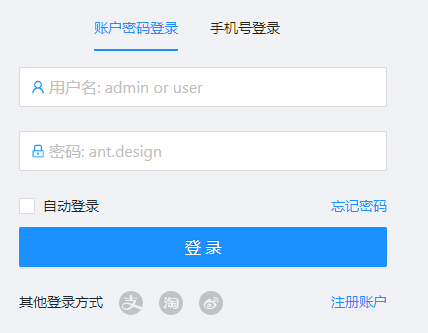 账户密码登录 手机号登录
用户名: admin or user
密码: ant.design
自动登录 忘记密码
登 录
其他登录方式 支 淘 注册账户